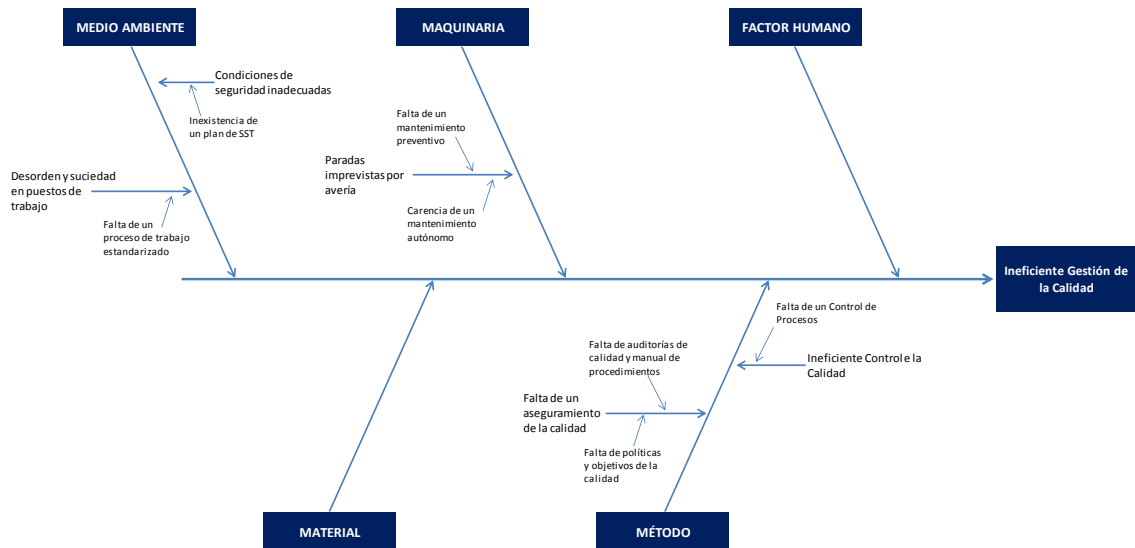 MEDIO AMBIENTE
MAQUINARIA
FACTOR HUMANO
Condiciones de
seguridad inadecuadas
Inexistencia de
un plan de SST
Desorden y suciedad
en puestos de
trabajo
Falta de un
proceso de trabajo
estandarizado
Falta de un
mantenimiento
preventivo
Paradas
imprevistas por
avería
Carencia de un
mantenimiento
autónomo
Ineficiente Gestión de
la Calidad
Falta de un Control de
Procesos
Falta de auditorías de
calidad y manual de
procedimientos
Ineficiente Control e la
Calidad
Falta de un
aseguramiento
de la calidad
Falta de políticas
y objetivos de la
calidad
MATERIAL
MÉTODO